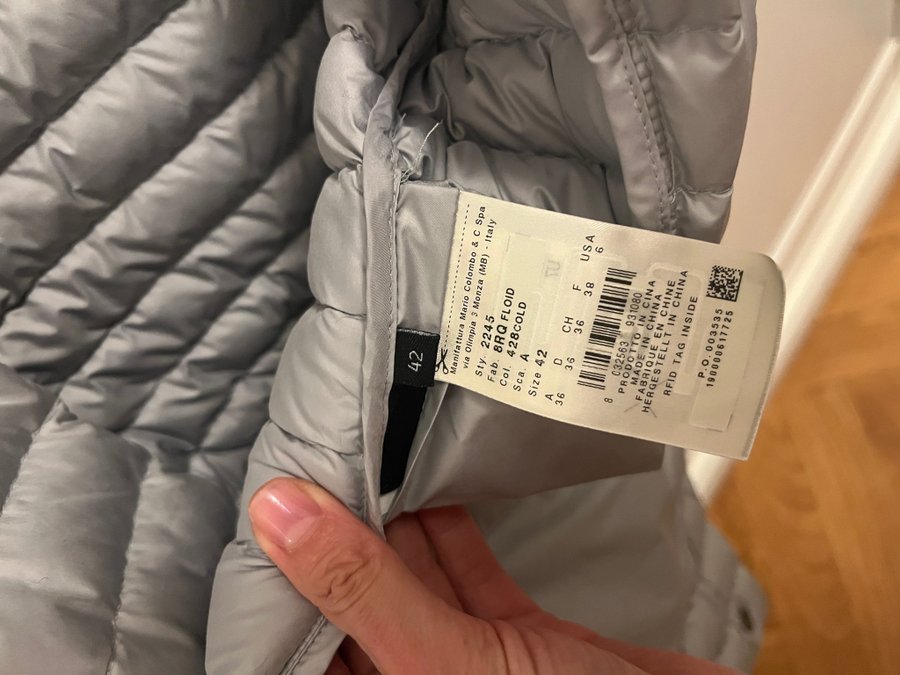 Manifattura Mario Colombo & C Spa
via Olimpia 3 Monza (MB) - Italy
Sty. 2245
Fab. 8RQ FLOID
Col. 428COLD
Sca. A
Size 42
A D CH F USA
36 36 36 38 6
8 032563 931080
PRODOTTO IN CINA
MADE IN CHINA
FABRIQUE EN CHINE
HERGESTELLT IN CHINA
RFID TAG INSIDE
P.O. 003535
190000617725
TU
42